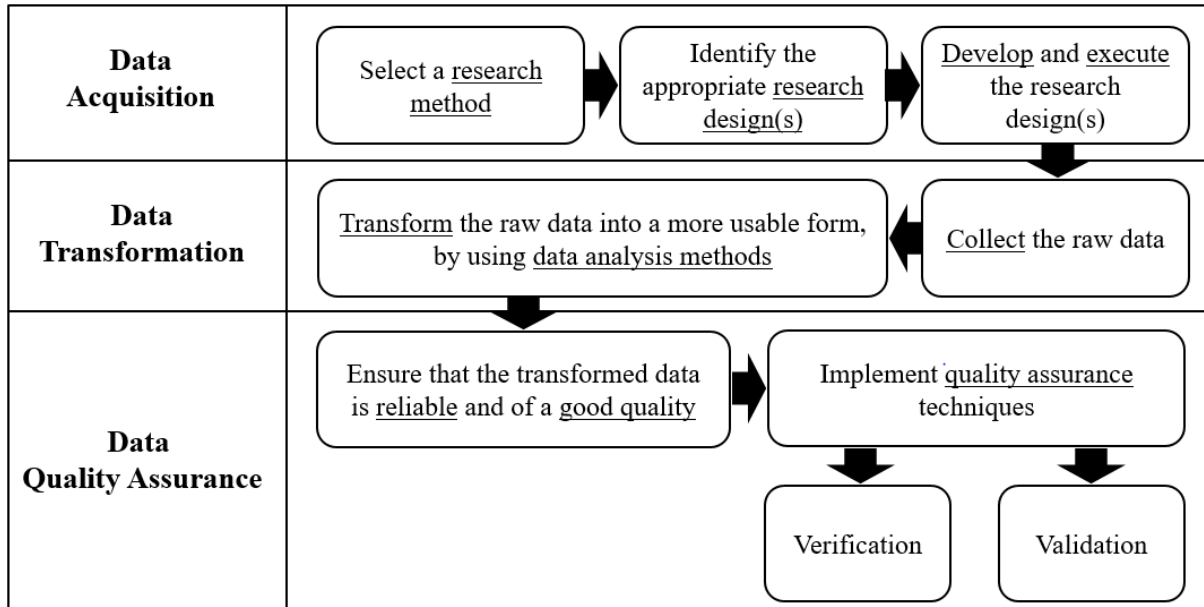 Data
Acquisition
Select a research
method
Identify the
appropriate research
design(s)
Develop and execute
the research
design(s)
Data
Transformation
Transform the raw data into a more usable form,
by using data analysis methods
Collect the raw data
Data
Quality Assurance
Ensure that the transformed data
is reliable and of a good quality
Implement quality assurance
techniques
Verification
Validation